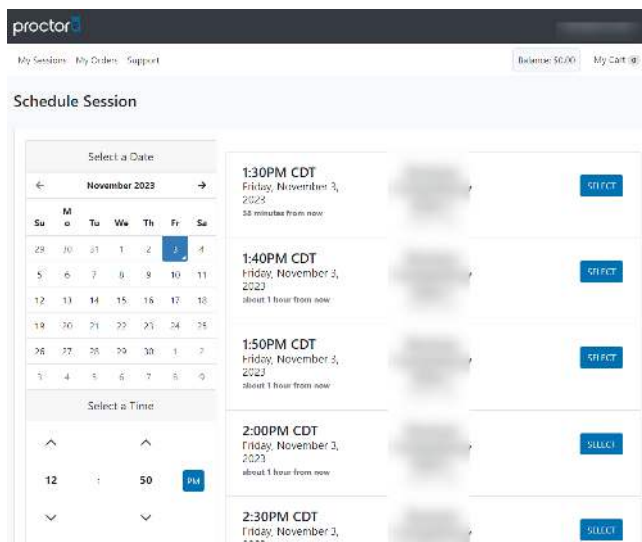 proctorU
My Sessions My Orders Support
Balance: $0.00 My Cart 0
Schedule Session
Select a Date
← November 2023 →
Su Mo Tu We Th Fr Sa
29 30 31 1 2 3 4
5 6 7 8 9 10 11
12 13 14 15 16 17 18
19 20 21 22 23 24 25
26 27 28 29 30 1 2
3 4 5 6 7 8 9
Select a Time
12 : 50 PM
1:30PM CDT
Friday, November 3,
2023
38 minutes from now
SELECT
1:40PM CDT
Friday, November 3,
2023
about 1 hour from now
SELECT
1:50PM CDT
Friday, November 3,
2023
about 1 hour from now
SELECT
2:00PM CDT
Friday, November 3,
2023
about 1 hour from now
SELECT
2:30PM CDT
Friday, November 3,
SELECT